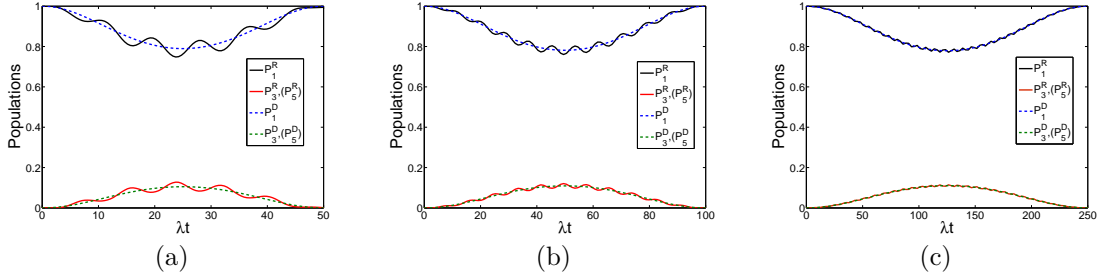 1
0.8
0.6
0.4
0.2
0
Populations
0 10 20 30 40 50
λt
P₁ᴿ
P₃ᴿ,(P₅ᴿ)
P₁ᴰ
P₃ᴰ,(P₅ᴰ)
(a)
1
0.8
0.6
0.4
0.2
0
Populations
0 20 40 60 80 100
λt
P₁ᴿ
P₃ᴿ,(P₅ᴿ)
P₁ᴰ
P₃ᴰ,(P₅ᴰ)
(b)
1
0.8
0.6
0.4
0.2
0
Populations
0 50 100 150 200 250
λt
P₁ᴿ
P₃ᴿ,(P₅ᴿ)
P₁ᴰ
P₃ᴰ,(P₅ᴰ)
(c)